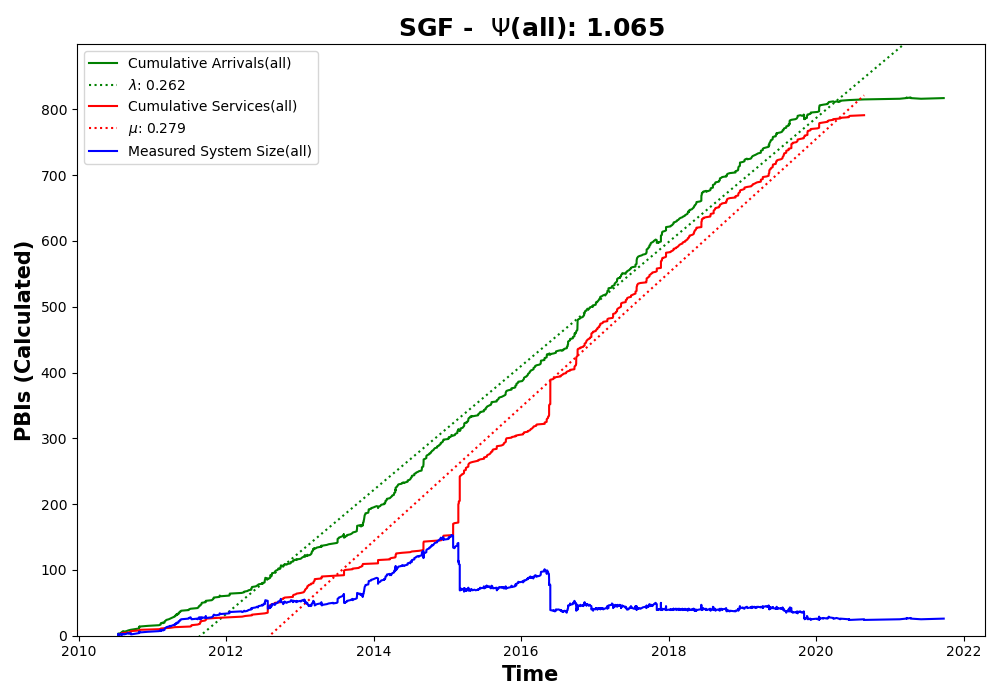 SGF - Ψ(all): 1.065
Cumulative Arrivals(all)
λ: 0.262
Cumulative Services(all)
μ: 0.279
Measured System Size(all)
PBIs (Calculated)
800
700
600
500
400
300
200
100
0
2010 2012 2014 2016 2018 2020 2022
Time